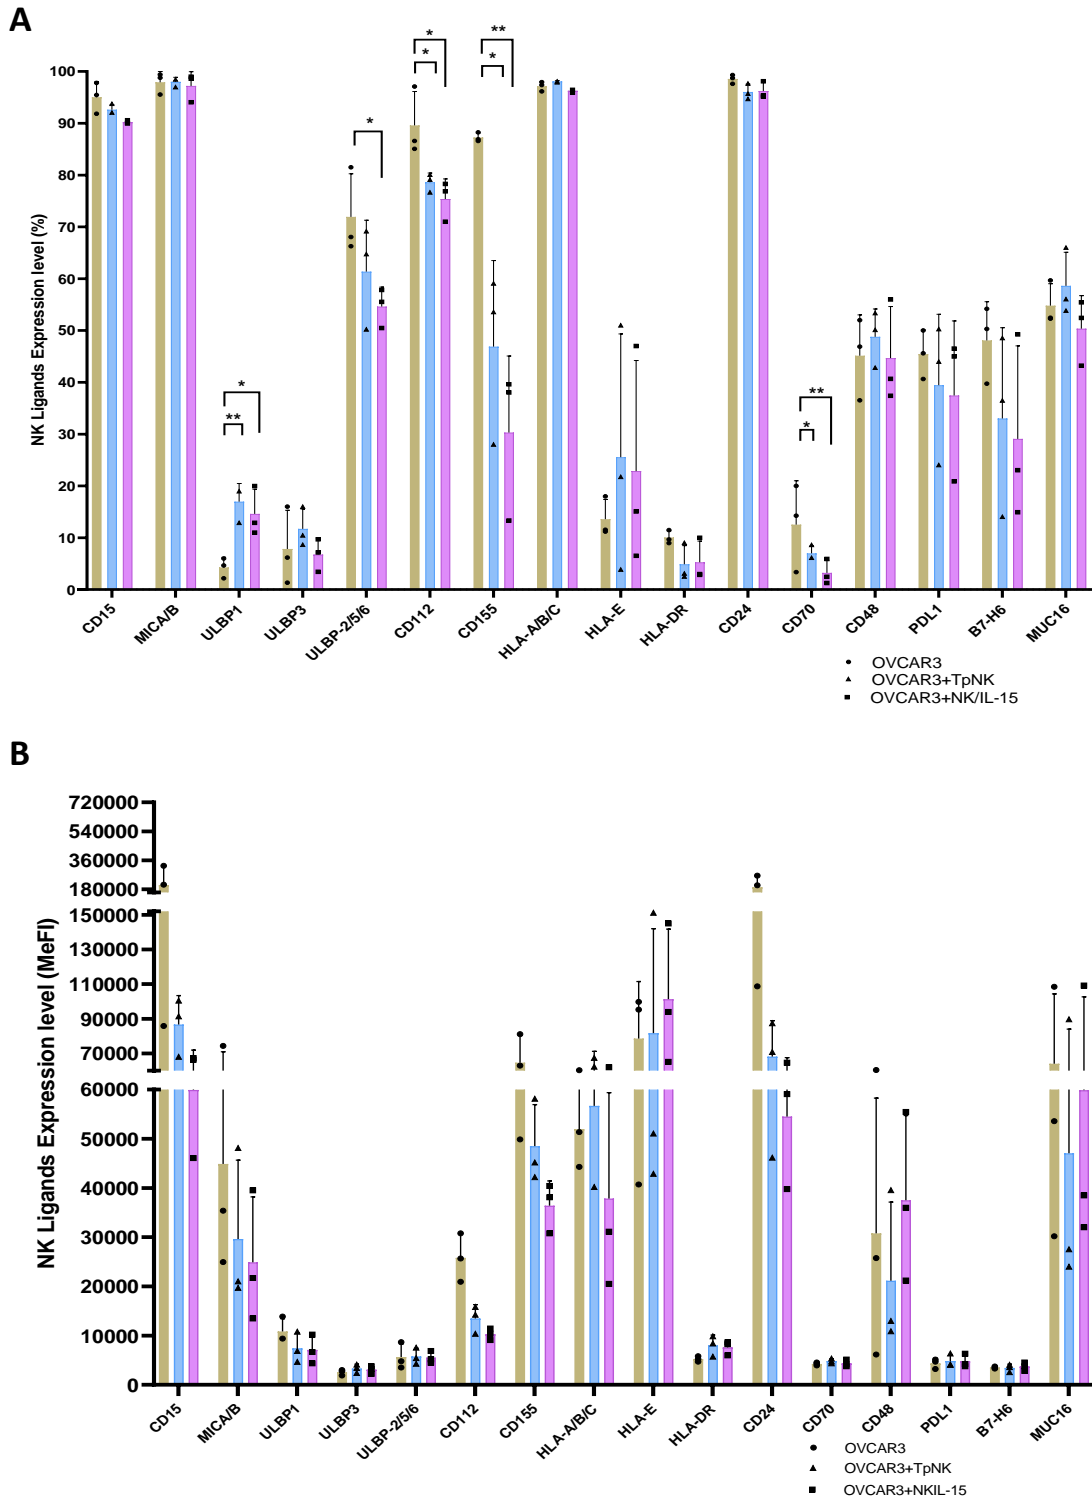 A
* ** 
* *
100
90
80
70
60
50
40
30
20
10
0
NK Ligands Expression level (%)
*
*
**
**
*
CD15 MICA/B ULBP1 ULBP3 ULBP-2/5/6 CD112 CD155 HLA-A/B/C HLA-E HLA-DR CD24 CD70 CD48 PDL1 B7-H6 MUC16
OVCAR3
OVCAR3+TpNK
OVCAR3+NK/IL-15
B
720000
540000
360000
180000
150000
130000
110000
90000
70000
60000
50000
40000
30000
20000
10000
0
NK Ligands Expression level (MeFI)
CD15 MICA/B ULBP1 ULBP3 ULBP-2/5/6 CD112 CD155 HLA-A/B/C HLA-E HLA-DR CD24 CD70 CD48 PDL1 B7-H6 MUC16
OVCAR3
OVCAR3+TpNK
OVCAR3+NKIL-15